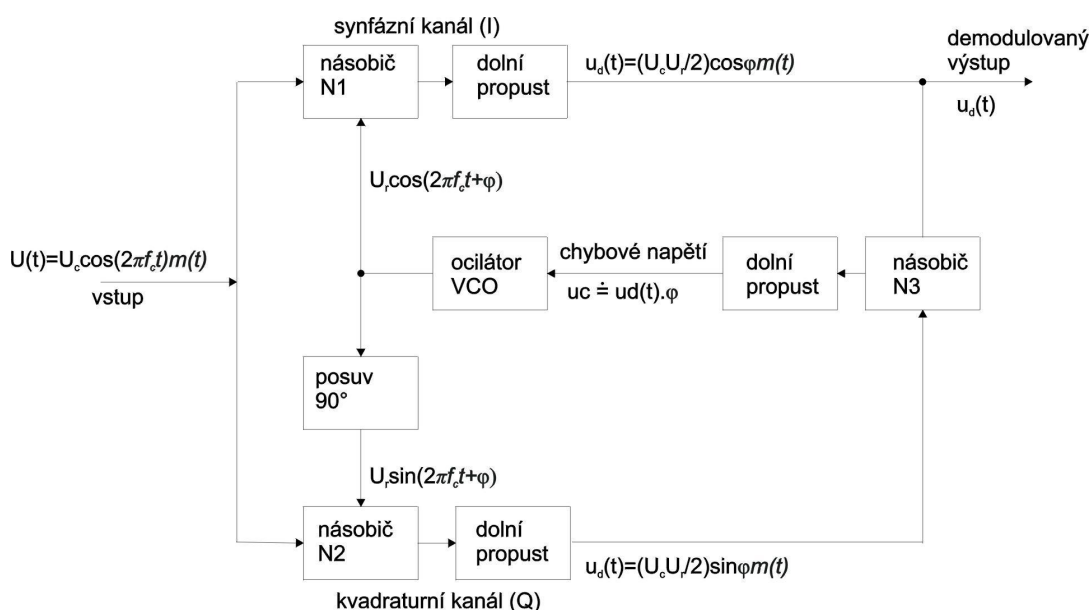 synfázní kanál (I)
násobič
N1
dolní
propust
u_d(t)=(U_cU_r/2)cosφm(t)
demodulovaný
výstup
u_d(t)
U_rcos(2πf_ct+φ)
U(t)=U_ccos(2πf_ct)m(t)
vstup
ocilátor
VCO
chybové napětí
uc ≐ ud(t).φ
dolní
propust
násobič
N3
posuv
90°
U_rsin(2πf_ct+φ)
násobič
N2
dolní
propust
u_d(t)=(U_cU_r/2)sinφm(t)
kvadraturní kanál (Q)